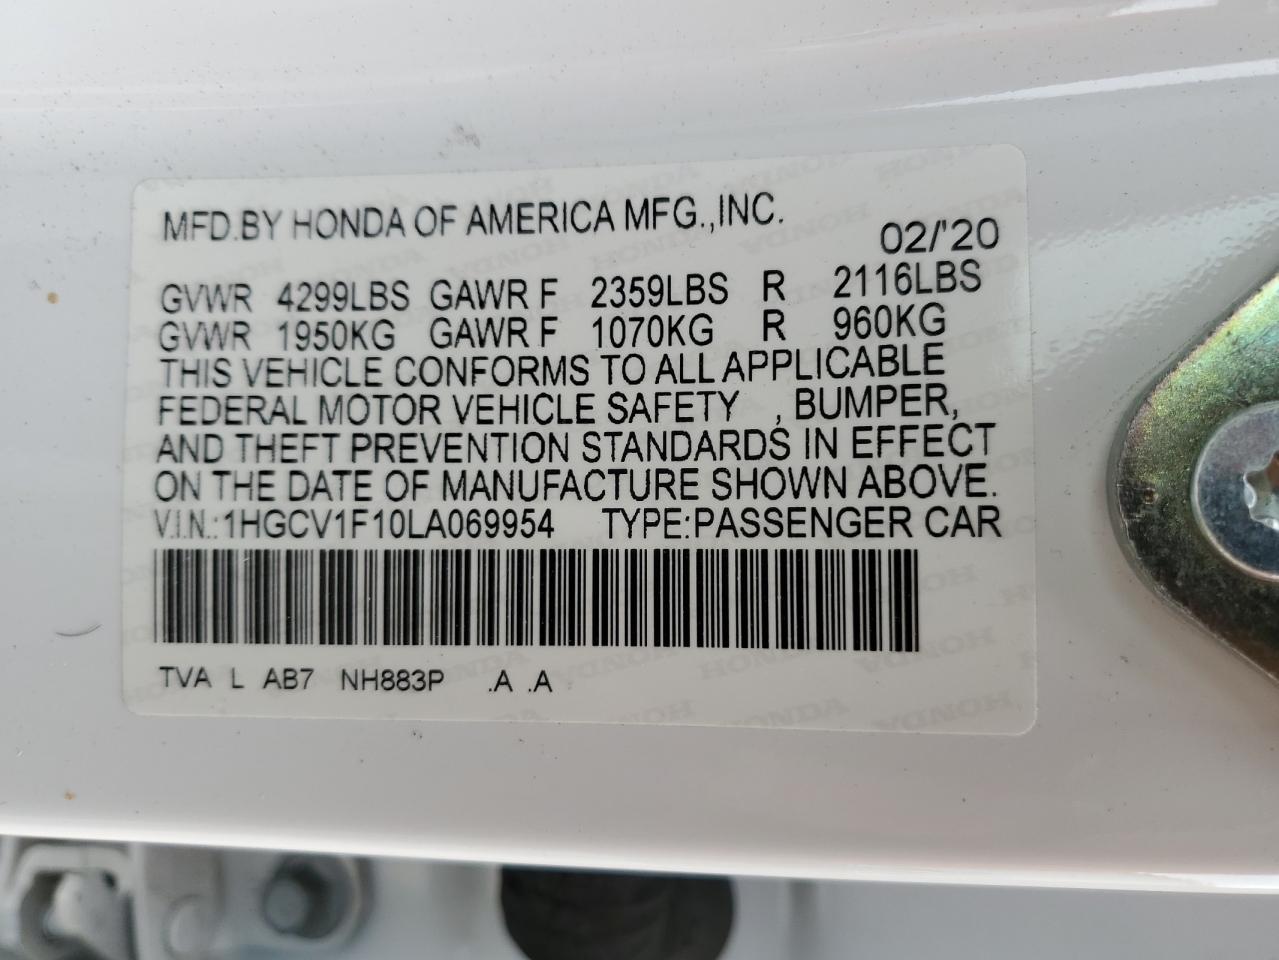 MFD.BY HONDA OF AMERICA MFG.,INC.
02/'20
GVWR 4299LBS GAWR F 2359LBS R 2116LBS
GVWR 1950KG GAWR F 1070KG R 960KG
THIS VEHICLE CONFORMS TO ALL APPLICABLE
FEDERAL MOTOR VEHICLE SAFETY , BUMPER,
AND THEFT PREVENTION STANDARDS IN EFFECT
ON THE DATE OF MANUFACTURE SHOWN ABOVE.
V.I.N.:1HGCV1F10LA069954 TYPE:PASSENGER CAR
TVA L AB7 NH883P .A .A